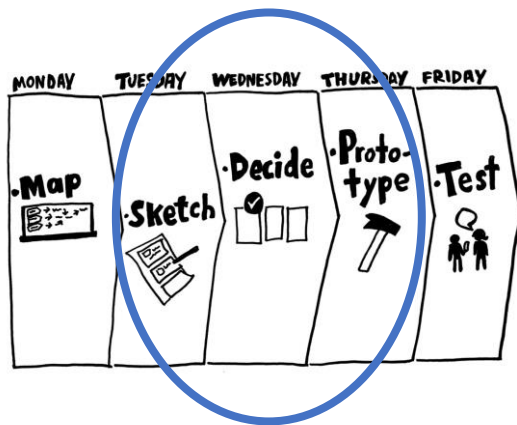 MONDAY
TUESDAY
WEDNESDAY
THURSDAY
FRIDAY
·Map
·Sketch
·Decide
·Proto-
type
·Test